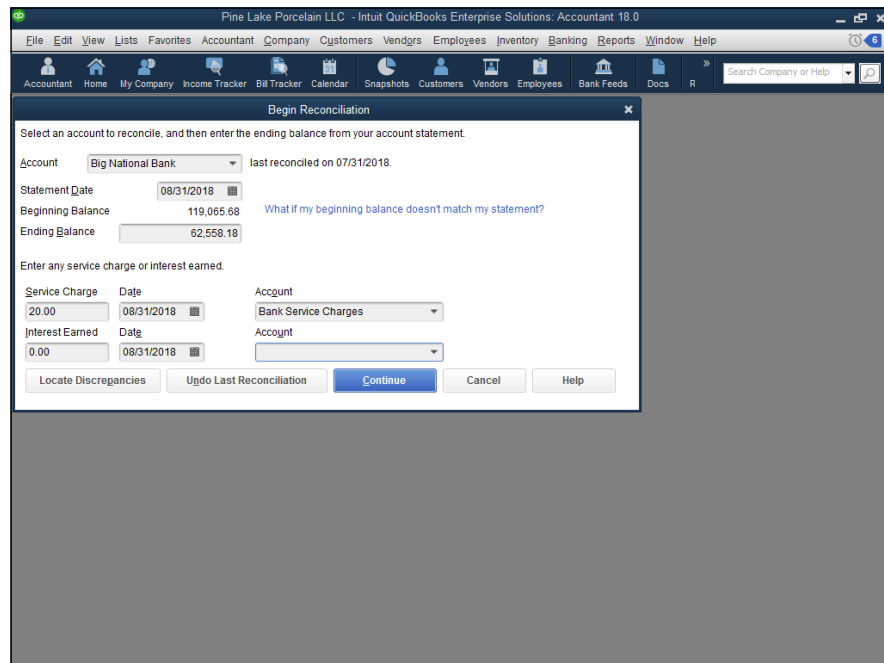 qb
Pine Lake Porcelain LLC - Intuit QuickBooks Enterprise Solutions: Accountant 18.0
File Edit View Lists Favorites Accountant Company Customers Vendors Employees Inventory Banking Reports Window Help 6
Accountant Home My Company Income Tracker Bill Tracker Calendar Snapshots Customers Vendors Employees Bank Feeds Docs R » Search Company or Help
Begin Reconciliation
Select an account to reconcile, and then enter the ending balance from your account statement.
Account Big National Bank last reconciled on 07/31/2018.
Statement Date 08/31/2018
Beginning Balance 119,065.68 What if my beginning balance doesn't match my statement?
Ending Balance 62,558.18
Enter any service charge or interest earned.
Service Charge Date Account
20.00 08/31/2018 Bank Service Charges
Interest Earned Date Account
0.00 08/31/2018
Locate Discrepancies Undo Last Reconciliation Continue Cancel Help